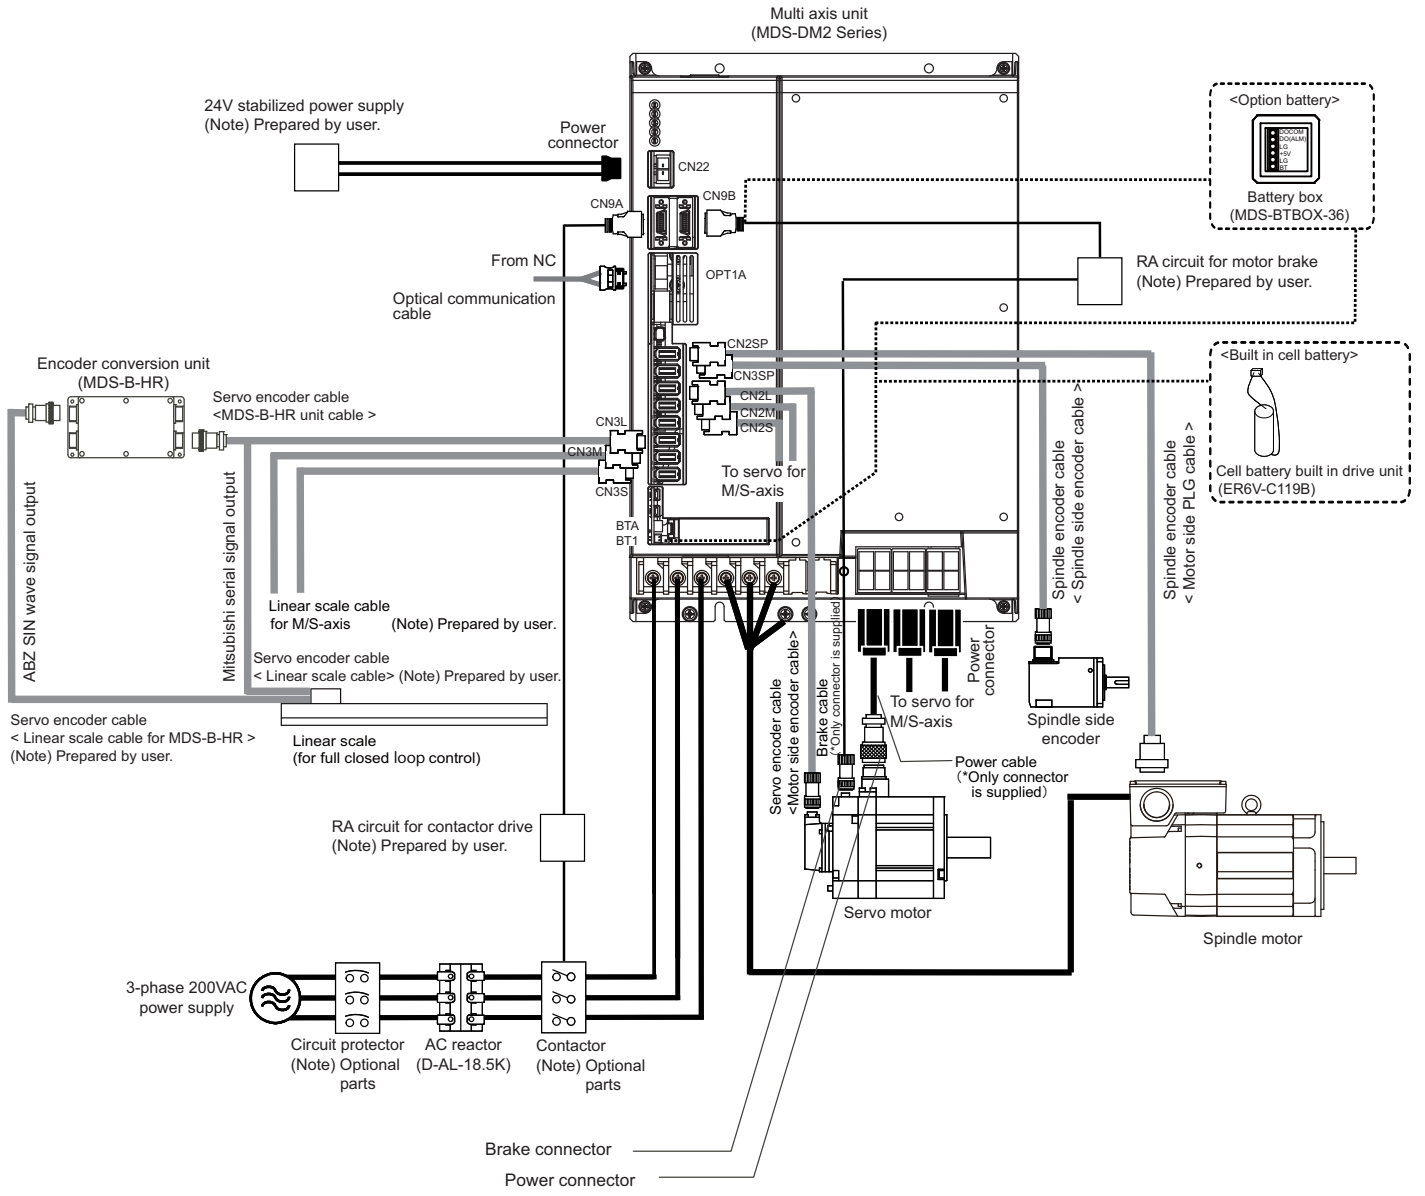 Multi axis unit
(MDS-DM2 Series)
24V stabilized power supply
(Note) Prepared by user.
Power
connector
CN22
CN9A
CN9B
<Option battery>
DOCOM
DO(ALM)
LG
+5V
LG
BT
Battery box
(MDS-BTBOX-36)
From NC
Optical communication
cable
OPT1A
RA circuit for motor brake
(Note) Prepared by user.
Encoder conversion unit
(MDS-B-HR)
Servo encoder cable
<MDS-B-HR unit cable >
CN2SP
CN3SP
CN2L
CN2M
CN2S
CN3L
CN3M
CN3S
To servo for
M/S-axis
<Built in cell battery>
Cell battery built in drive unit
(ER6V-C119B)
BTA
BT1
ABZ SIN wave signal output
Mitsubishi serial signal output
Spindle encoder cable
< Spindle side encoder cable >
Spindle encoder cable
< Motor side PLG cable >
Linear scale cable
for M/S-axis
(Note) Prepared by user.
Servo encoder cable
< Linear scale cable> (Note) Prepared by user.
Servo encoder cable
< Linear scale cable for MDS-B-HR >
(Note) Prepared by user.
Linear scale
(for full closed loop control)
Servo encoder cable
<Motor side encoder cable>
Brake cable
(*Only connector is supplied)
Power
connector
To servo for
M/S-axis
Power cable
(*Only connector
is supplied)
Spindle side
encoder
RA circuit for contactor drive
(Note) Prepared by user.
Servo motor
Spindle motor
3-phase 200VAC
power supply
Circuit protector
(Note) Optional
parts
AC reactor
(D-AL-18.5K)
Contactor
(Note) Optional
parts
Brake connector
Power connector